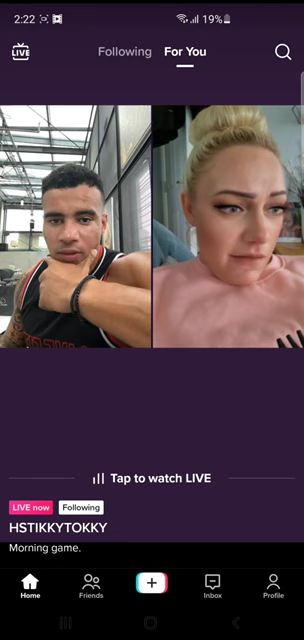 2:22 19%
LIVE Following For You
Tap to watch LIVE
LIVE now Following
HSTIKKYTOKKY
Morning game.
Home Friends Inbox Profile